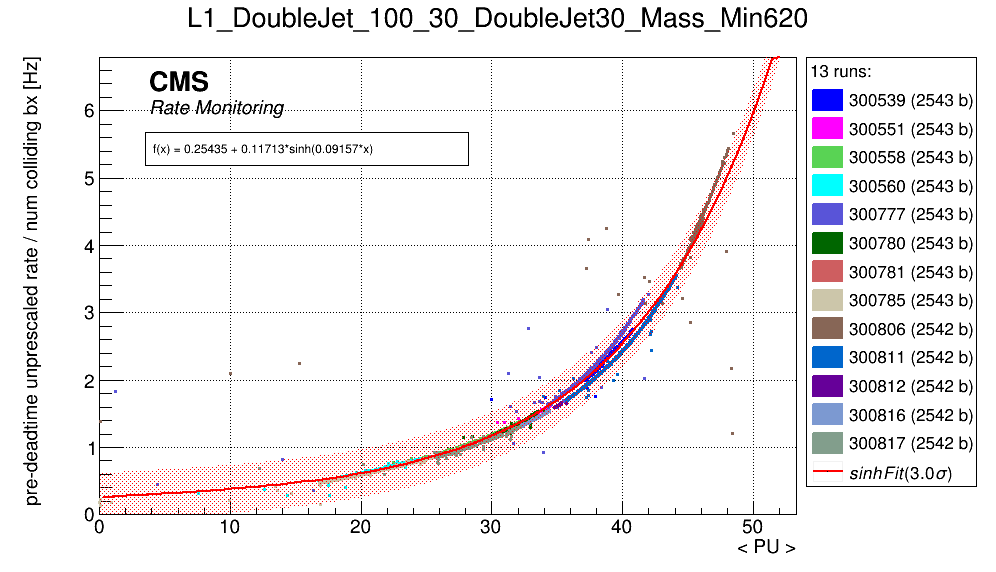 L1_DoubleJet_100_30_DoubleJet30_Mass_Min620
pre-deadtime unprescaled rate / num colliding bx [Hz]
CMS
Rate Monitoring
f(x) = 0.25435 + 0.11713*sinh(0.09157*x)
6
5
4
3
2
1
0
0 10 20 30 40 50
< PU >
13 runs:
300539 (2543 b)
300551 (2543 b)
300558 (2543 b)
300560 (2543 b)
300777 (2543 b)
300780 (2543 b)
300781 (2543 b)
300785 (2543 b)
300806 (2542 b)
300811 (2542 b)
300812 (2542 b)
300816 (2542 b)
300817 (2542 b)
sinhFit(3.0σ)